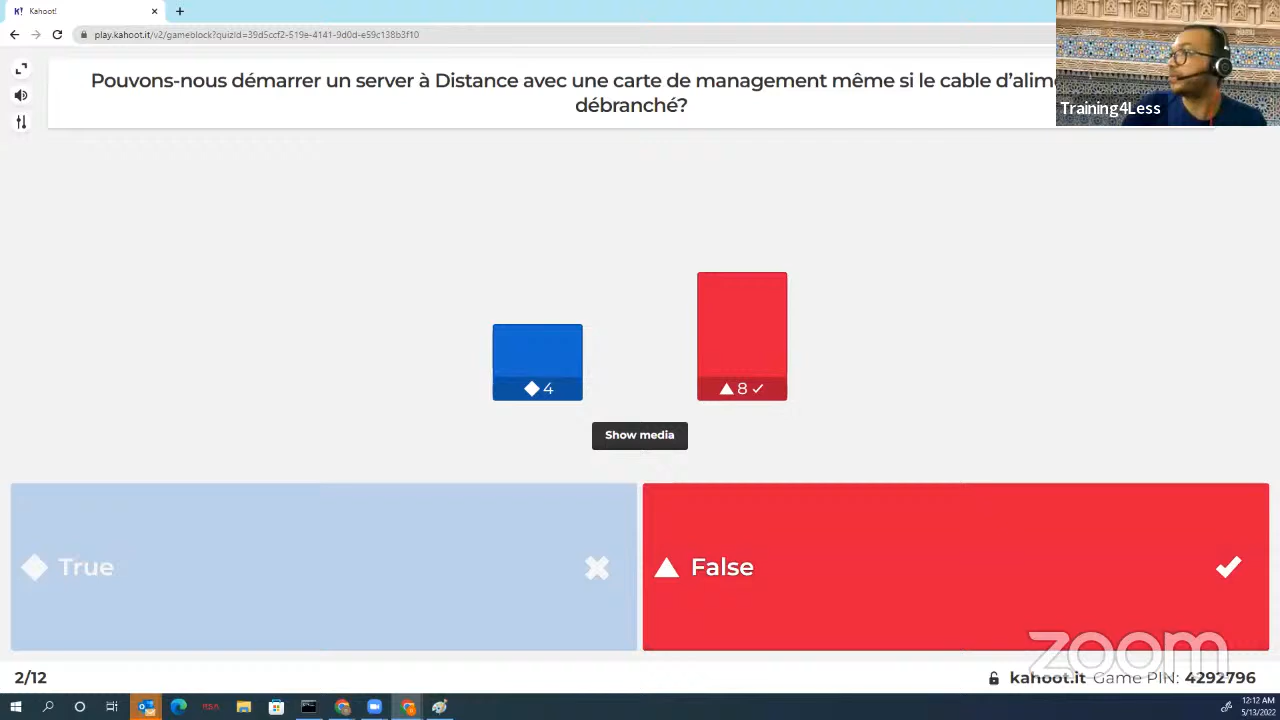 Kahoot!
play.kahoot.it/v2/gameblock?quizid=39d5ccf2-519e-4141-9d0f-e59c138b3f10
Pouvons-nous démarrer un server à Distance avec une carte de management même si le cable d’alim
débranché?
Training4Less
4
8
Show media
True
False
zoom
2/12
kahoot.it Game PIN: 4292796
12:12 AM
5/13/2022